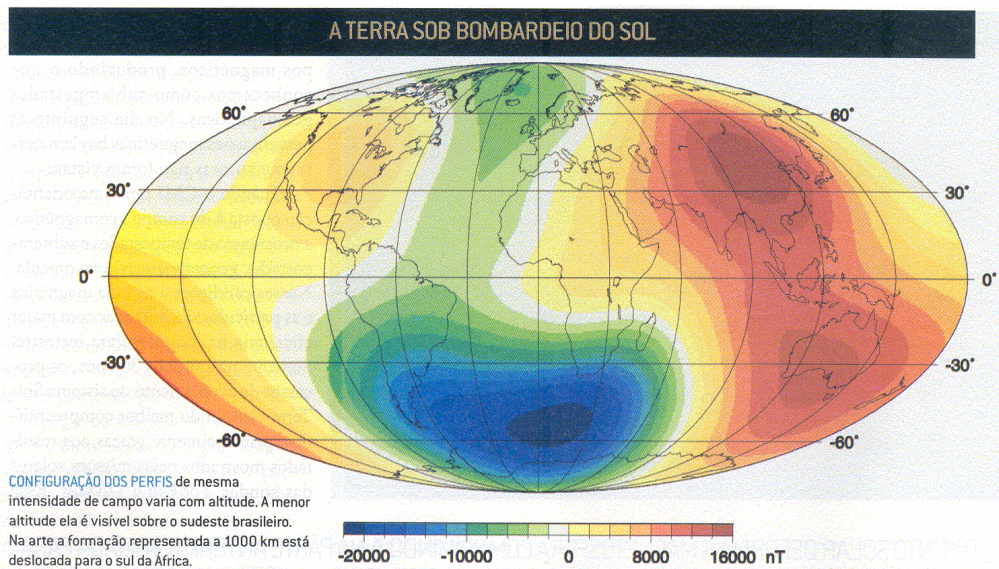 A TERRA SOB BOMBARDEIO DO SOL
60° 60°
30° 30°
0° 0°
-30° -30°
-60° -60°
CONFIGURAÇÃO DOS PERFIS de mesma
intensidade de campo varia com altitude. A menor
altitude ela é visível sobre o sudeste brasileiro.
Na arte a formação representada a 1000 km está
deslocada para o sul da África.
-20000 -10000 0 8000 16000 nT